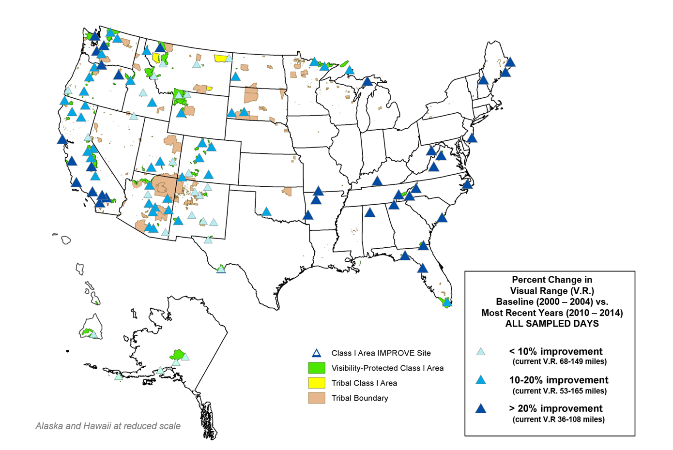 Percent Change in
Visual Range (V.R.)
Baseline (2000 – 2004) vs.
Most Recent Years (2010 – 2014)
ALL SAMPLED DAYS
< 10% improvement
(current V.R. 68-149 miles)
10-20% improvement
(current V.R. 53-165 miles)
> 20% improvement
(current V.R 36-108 miles)
Class I Area IMPROVE Site
Visibility-Protected Class I Area
Tribal Class I Area
Tribal Boundary
Alaska and Hawaii at reduced scale